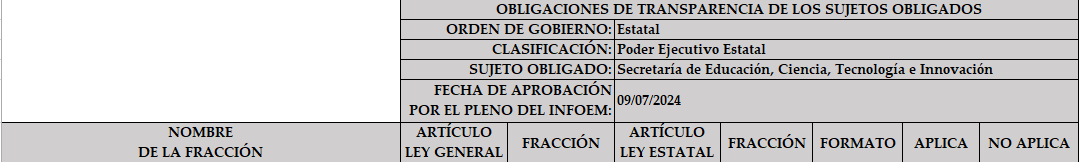 OBLIGACIONES DE TRANSPARENCIA DE LOS SUJETOS OBLIGADOS
ORDEN DE GOBIERNO: Estatal
CLASIFICACIÓN: Poder Ejecutivo Estatal
SUJETO OBLIGADO: Secretaría de Educación, Ciencia, Tecnología e Innovación
FECHA DE APROBACIÓN
POR EL PLENO DEL INFOEM: 09/07/2024
NOMBRE
DE LA FRACCIÓN
ARTÍCULO
LEY GENERAL
FRACCIÓN
ARTÍCULO
LEY ESTATAL
FRACCIÓN
FORMATO
APLICA
NO APLICA